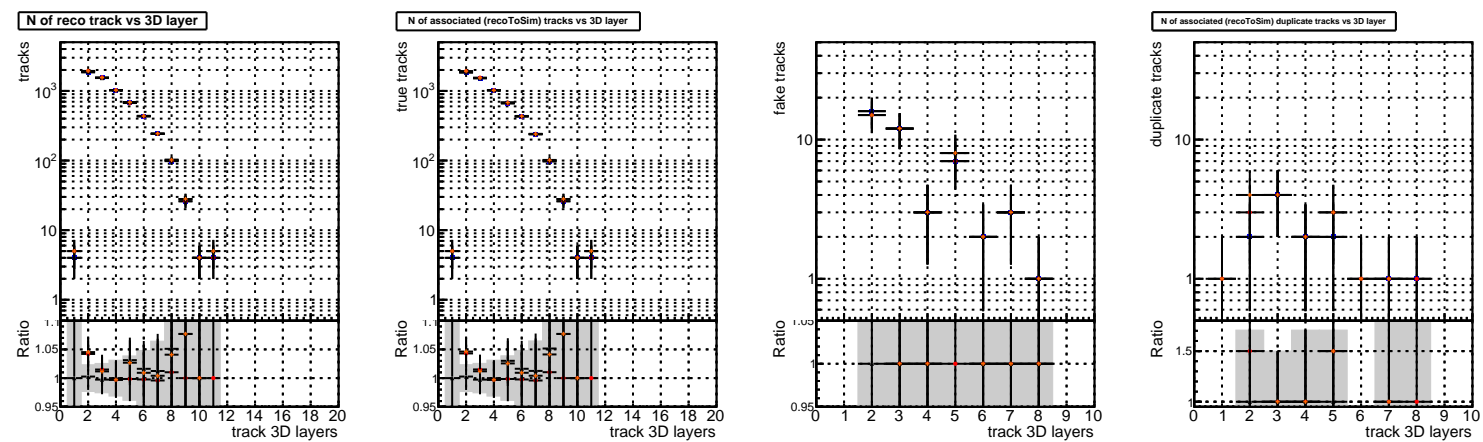 N of reco track vs 3D layer
tracks
10³
10²
10
1
Ratio
1.1
1.05
1
0.95
0 2 4 6 8 10 12 14 16 18 20
track 3D layers
N of associated (recoToSim) tracks vs 3D layer
true tracks
10³
10²
10
1
Ratio
1.1
1.05
1
0.95
0 2 4 6 8 10 12 14 16 18 20
track 3D layers
fake tracks
10
1
Ratio
1.05
1
0.95
0 1 2 3 4 5 6 7 8 9 10
track 3D layers
N of associated (recoToSim) duplicate tracks vs 3D layer
duplicate tracks
10
1
Ratio
1.5
1
0 1 2 3 4 5 6 7 8 9 10
track 3D layers